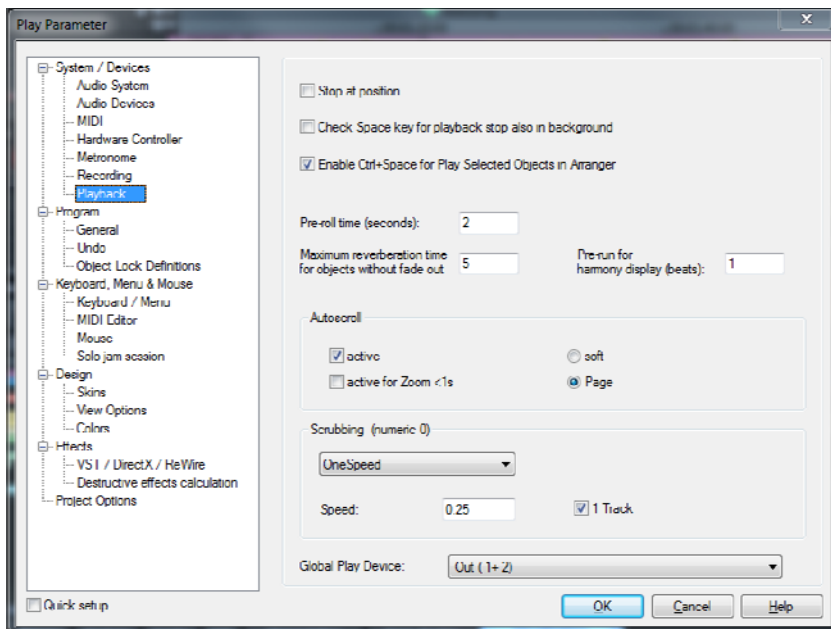 Play Parameter
System / Devices
Audio System
Audio Devices
MIDI
Hardware Controller
Metronome
Recording
Playback
Program
General
Undo
Object Lock Definitions
Keyboard, Menu & Mouse
Keyboard / Menu
MIDI Editor
Mouse
Solo jam session
Design
Skins
View Options
Colors
Effects
VST / DirectX / ReWire
Destructive effects calculation
Project Options
Quick setup
Stop at position
Check Space key for playback stop also in background
Enable Ctrl+Space for Play Selected Objects in Arranger
Pre-roll time (seconds): 2
Maximum reverberation time
for objects without fade out 5
Pre-run for
harmony display (beats): 1
Autoscroll
active
soft
active for Zoom <1s
Page
Scrubbing (numeric 0)
OneSpeed
Speed: 0.25
1 Track
Global Play Device: Out ( 1+ 2)
OK
Cancel
Help